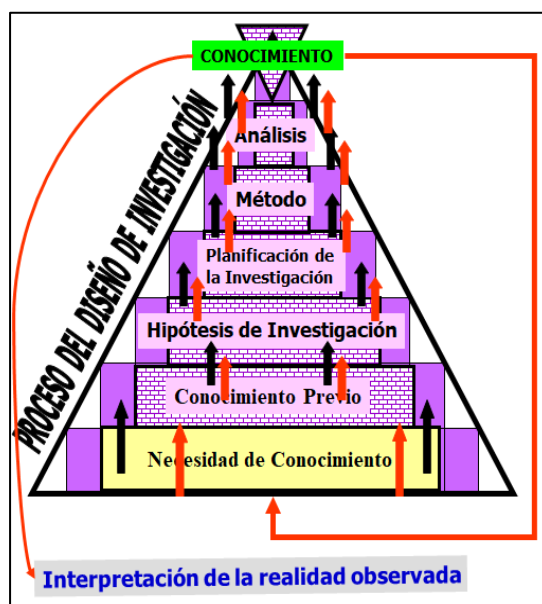 CONOCIMIENTO
PROCESO DEL DISEÑO DE INVESTIGACIÓN
Análisis
Método
Planificación de
la Investigación
Hipótesis de Investigación
Conocimiento Previo
Necesidad de Conocimiento
Interpretación de la realidad observada